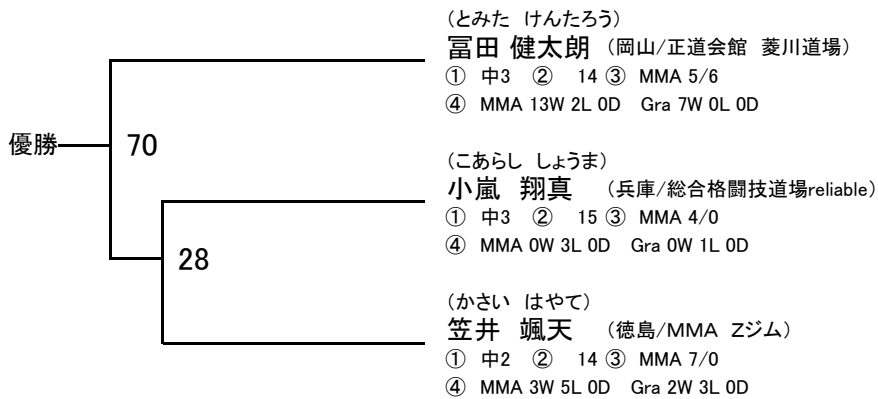 (とみた けんたろう)
冨田 健太朗 (岡山/正道会館 菱川道場)
① 中3 ② 14 ③ MMA 5/6
④ MMA 13W 2L 0D Gra 7W 0L 0D
優勝
70
(こあらし しょうま)
小嵐 翔真 (兵庫/総合格闘技道場reliable)
① 中3 ② 15 ③ MMA 4/0
④ MMA 0W 3L 0D Gra 0W 1L 0D
28
(かさい はやて)
笠井 颯天 (徳島/MMA Zジム)
① 中2 ② 14 ③ MMA 7/0
④ MMA 3W 5L 0D Gra 2W 3L 0D